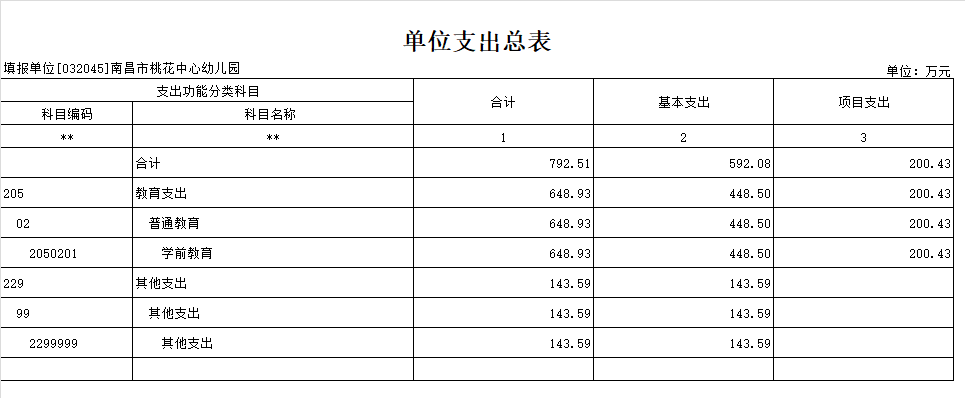 单位支出总表
填报单位[032045]南昌市桃花中心幼儿园 单位：万元
支出功能分类科目 合计 基本支出 项目支出
科目编码 科目名称
** ** 1 2 3
合计 792.51 592.08 200.43
205 教育支出 648.93 448.50 200.43
02 普通教育 648.93 448.50 200.43
2050201 学前教育 648.93 448.50 200.43
229 其他支出 143.59 143.59
99 其他支出 143.59 143.59
2299999 其他支出 143.59 143.59